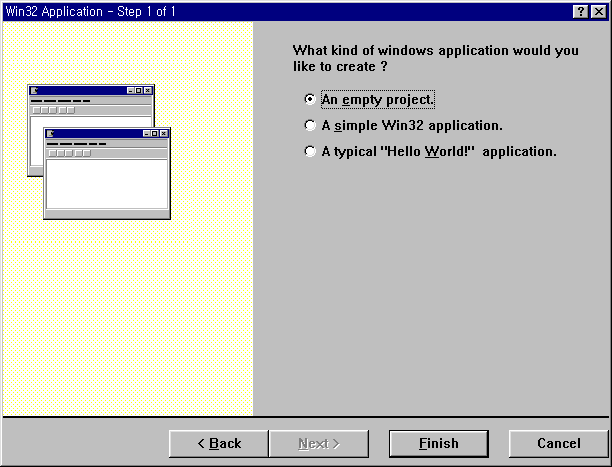 Win32 Application - Step 1 of 1
What kind of windows application would you
like to create ?
An empty project.
A simple Win32 application.
A typical "Hello World!" application.
< Back
Next >
Finish
Cancel